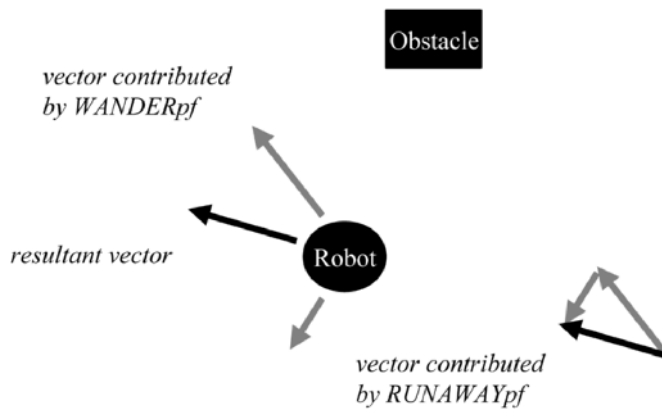 Obstacle
vector contributed
by WANDERpf
resultant vector
Robot
vector contributed
by RUNAWAYpf